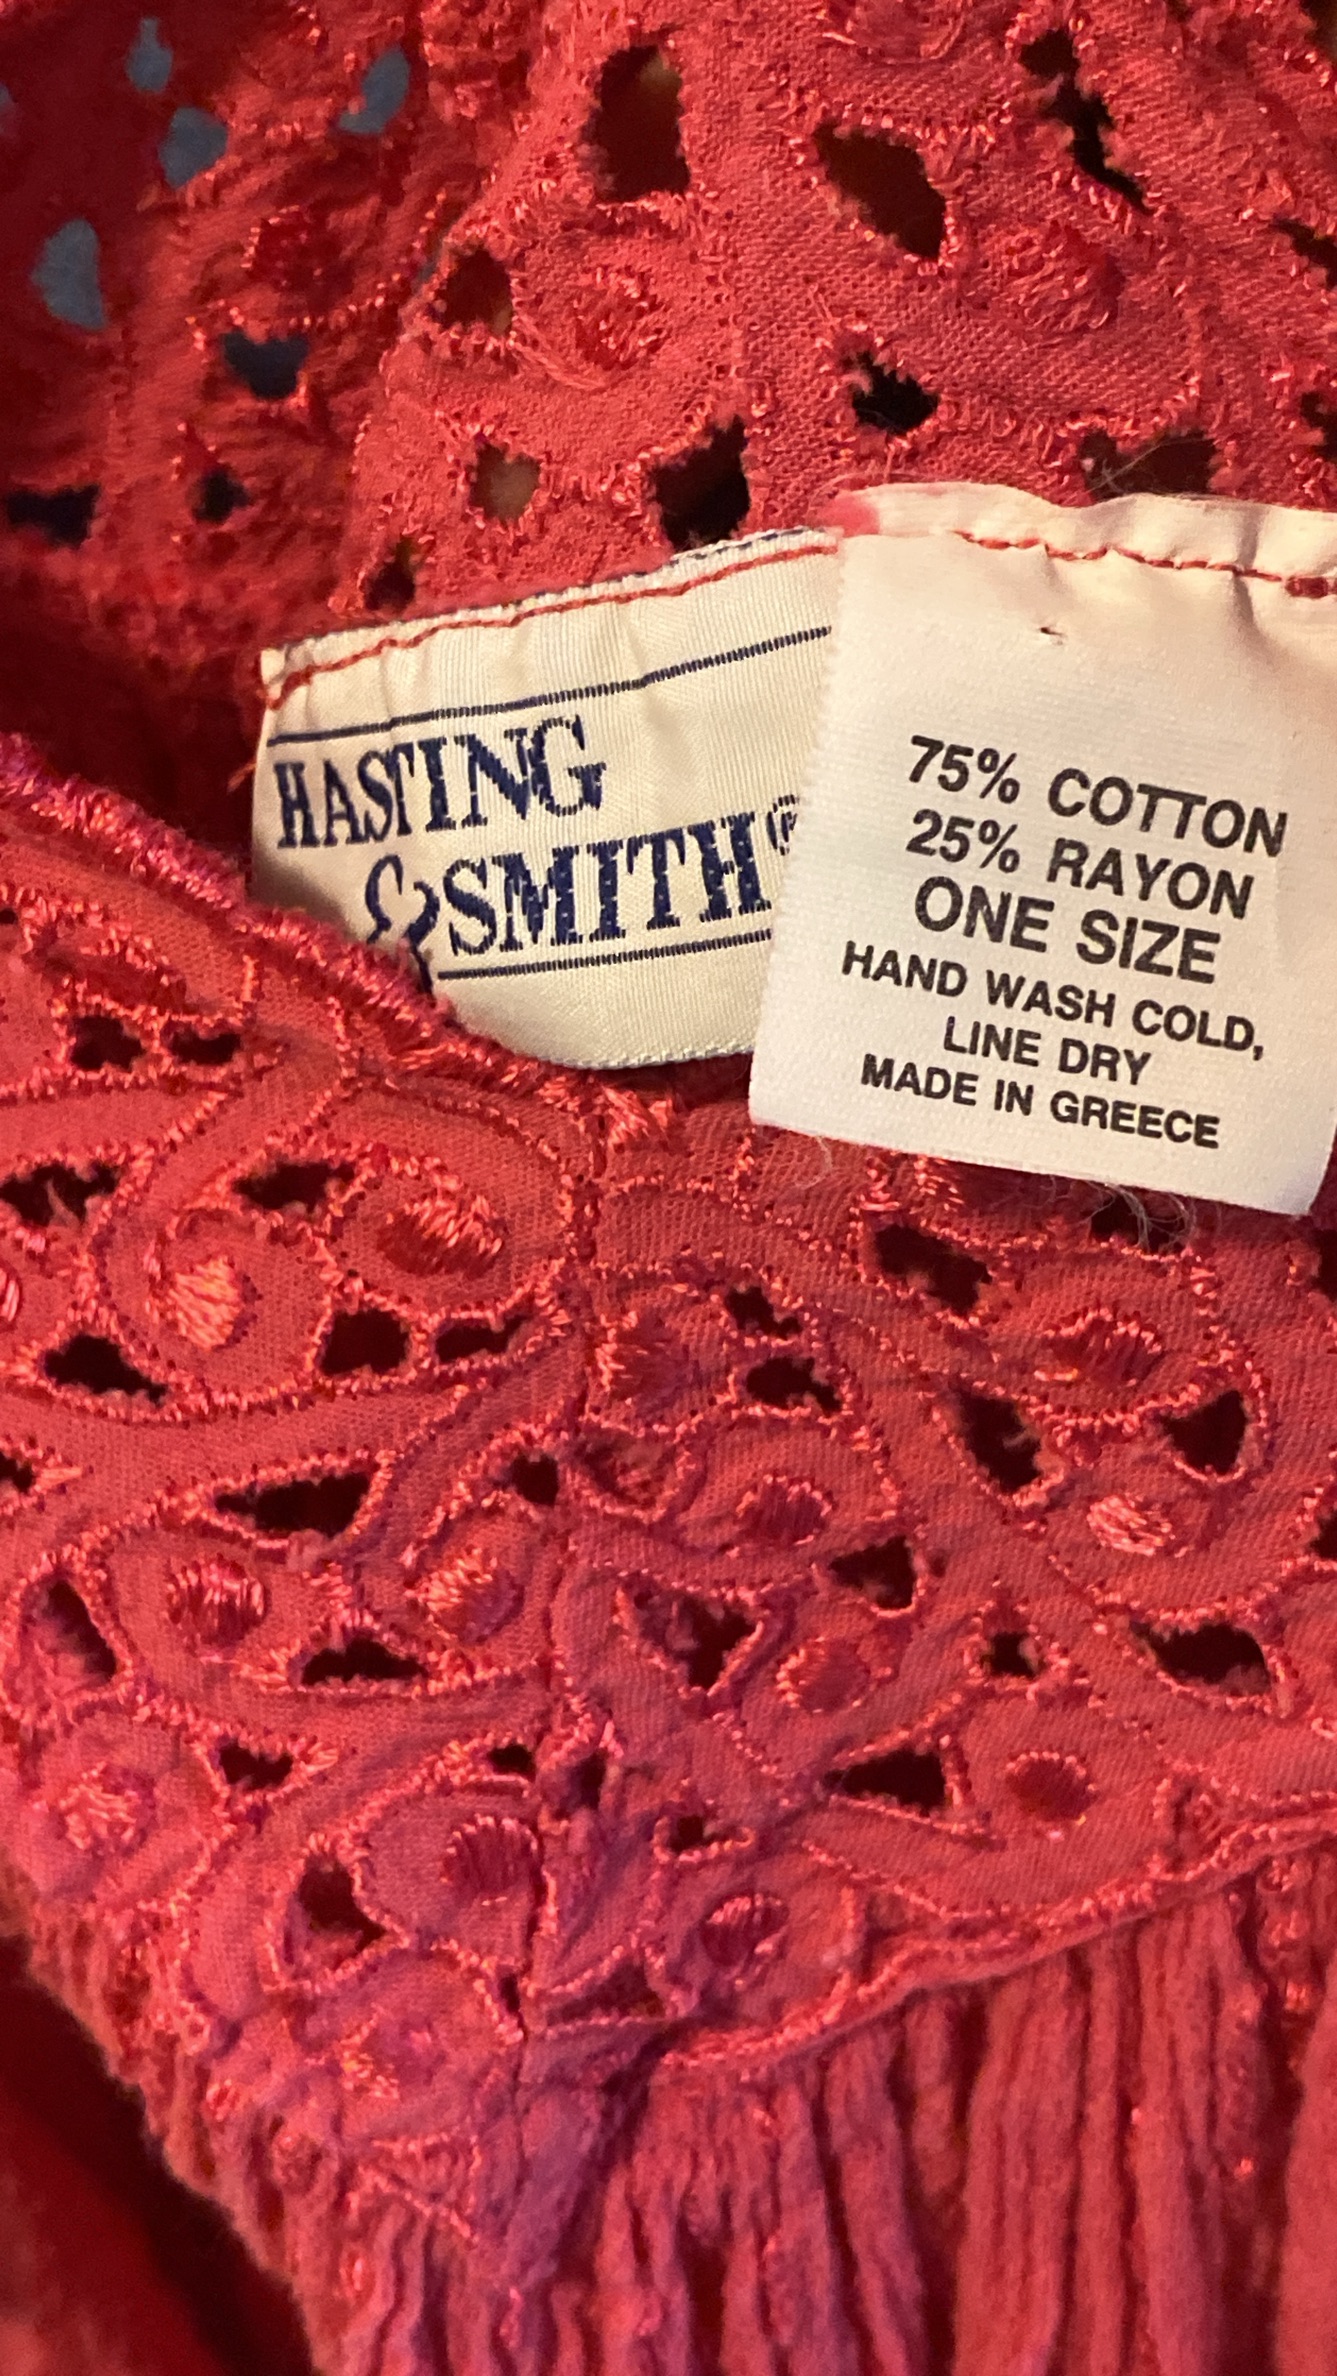 HASTING
& SMITH®
75% COTTON
25% RAYON
ONE SIZE
HAND WASH COLD,
LINE DRY
MADE IN GREECE